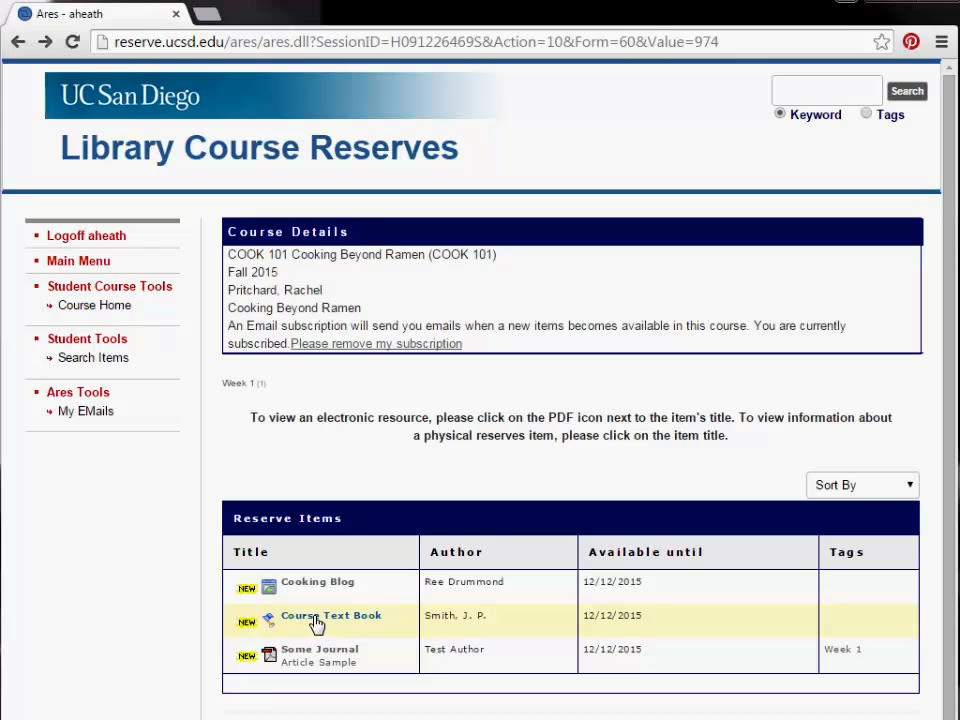 Ares - aheath
reserve.ucsd.edu/ares/ares.dll?SessionID=H091226469S&Action=10&Form=60&Value=974
UC San Diego
Search
Keyword Tags
Library Course Reserves
Logoff aheath
Main Menu
Student Course Tools
Course Home
Student Tools
Search Items
Ares Tools
My EMails
Course Details
COOK 101 Cooking Beyond Ramen (COOK 101)
Fall 2015
Pritchard, Rachel
Cooking Beyond Ramen
An Email subscription will send you emails when a new items becomes available in this course. You are currently
subscribed.Please remove my subscription
Week 1 (1)
To view an electronic resource, please click on the PDF icon next to the item's title. To view information about
a physical reserves item, please click on the item title.
Sort By
Reserve Items
Title Author Available until Tags
NEW Cooking Blog Ree Drummond 12/12/2015
NEW Course Text Book Smith, J. P. 12/12/2015
NEW Some Journal Test Author 12/12/2015 Week 1
Article Sample